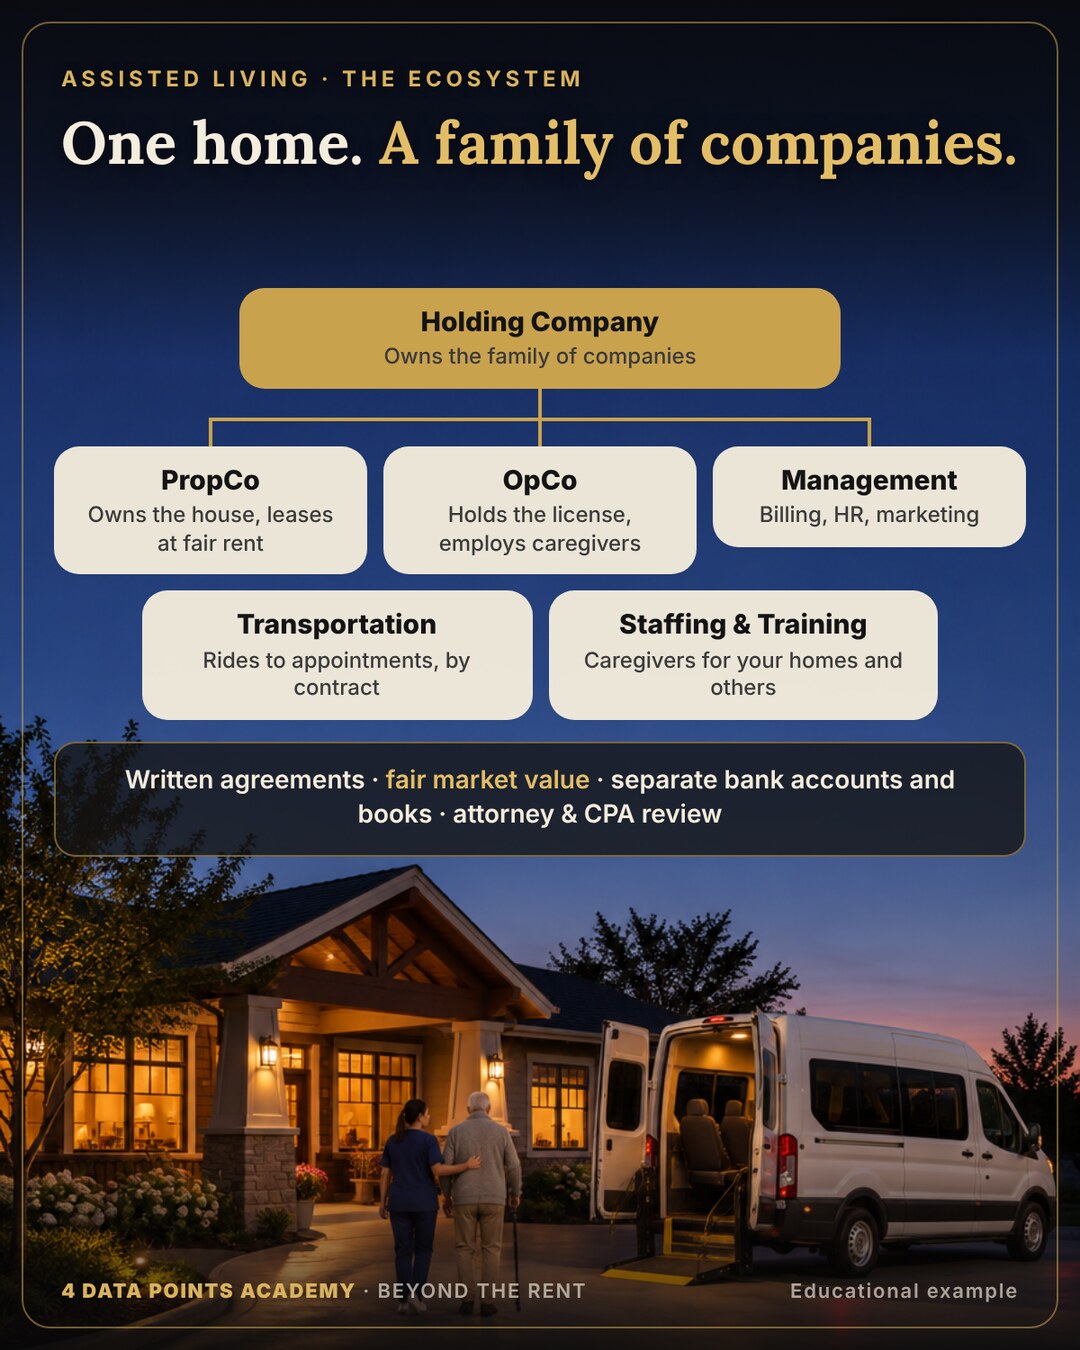 ASSISTED LIVING · THE ECOSYSTEM
One home. A family of companies.
Holding Company
Owns the family of companies
PropCo
Owns the house, leases
at fair rent
OpCo
Holds the license,
employs caregivers
Management
Billing, HR, marketing
Transportation
Rides to appointments, by
contract
Staffing & Training
Caregivers for your homes and
others
Written agreements · fair market value · separate bank accounts and
books · attorney & CPA review
4 DATA POINTS ACADEMY · BEYOND THE RENT
Educational example